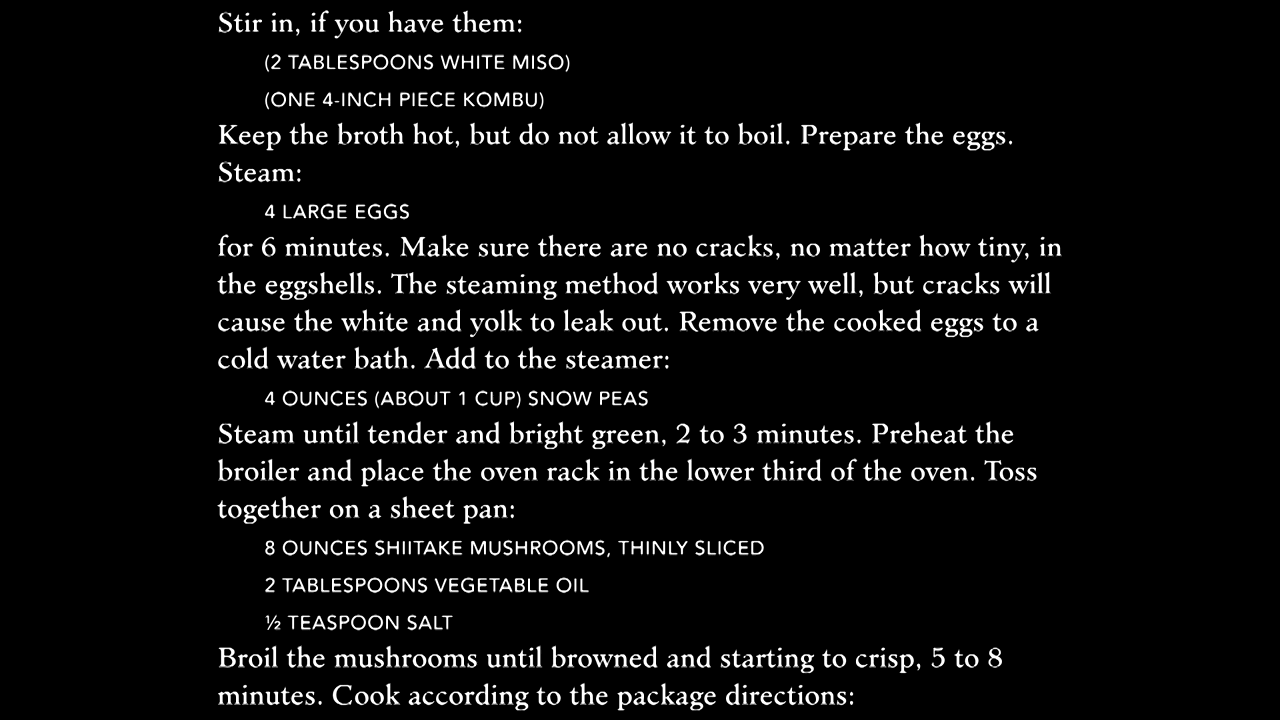 Stir in, if you have them:
(2 TABLESPOONS WHITE MISO)
(ONE 4-INCH PIECE KOMBU)
Keep the broth hot, but do not allow it to boil. Prepare the eggs.
Steam:
4 LARGE EGGS
for 6 minutes. Make sure there are no cracks, no matter how tiny, in
the eggshells. The steaming method works very well, but cracks will
cause the white and yolk to leak out. Remove the cooked eggs to a
cold water bath. Add to the steamer:
4 OUNCES (ABOUT 1 CUP) SNOW PEAS
Steam until tender and bright green, 2 to 3 minutes. Preheat the
broiler and place the oven rack in the lower third of the oven. Toss
together on a sheet pan:
8 OUNCES SHIITAKE MUSHROOMS, THINLY SLICED
2 TABLESPOONS VEGETABLE OIL
½ TEASPOON SALT
Broil the mushrooms until browned and starting to crisp, 5 to 8
minutes. Cook according to the package directions: